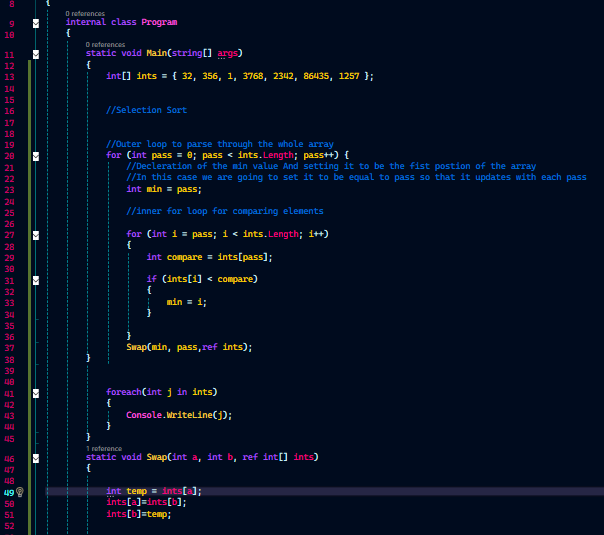 8 {
0 references
9 internal class Program
10 {
0 references
11 static void Main(string[] args)
12 {
13 int[] ints = { 32, 356, 1, 3768, 2342, 86435, 1257 };
14
15
16 //Selection Sort
17
18
19 //Outer loop to parse through the whole array
20 for (int pass = 0; pass < ints.Length; pass++) {
21 //Decleration of the min value And setting it to be the fist postion of the array
22 //In this case we are going to set it to be equal to pass so that it updates with each pass
23 int min = pass;
24
25 //inner for loop for comparing elements
26
27 for (int i = pass; i < ints.Length; i++)
28 {
29 int compare = ints[pass];
30
31 if (ints[i] < compare)
32 {
33 min = i;
34 }
35
36 }
37 Swap(min, pass,ref ints);
38 }
39
40
41 foreach(int j in ints)
42 {
43 Console.WriteLine(j);
44 }
45 }
1 reference
46 static void Swap(int a, int b, ref int[] ints)
47 {
48
49 int temp = ints[a];
50 ints[a]=ints[b];
51 ints[b]=temp;
52